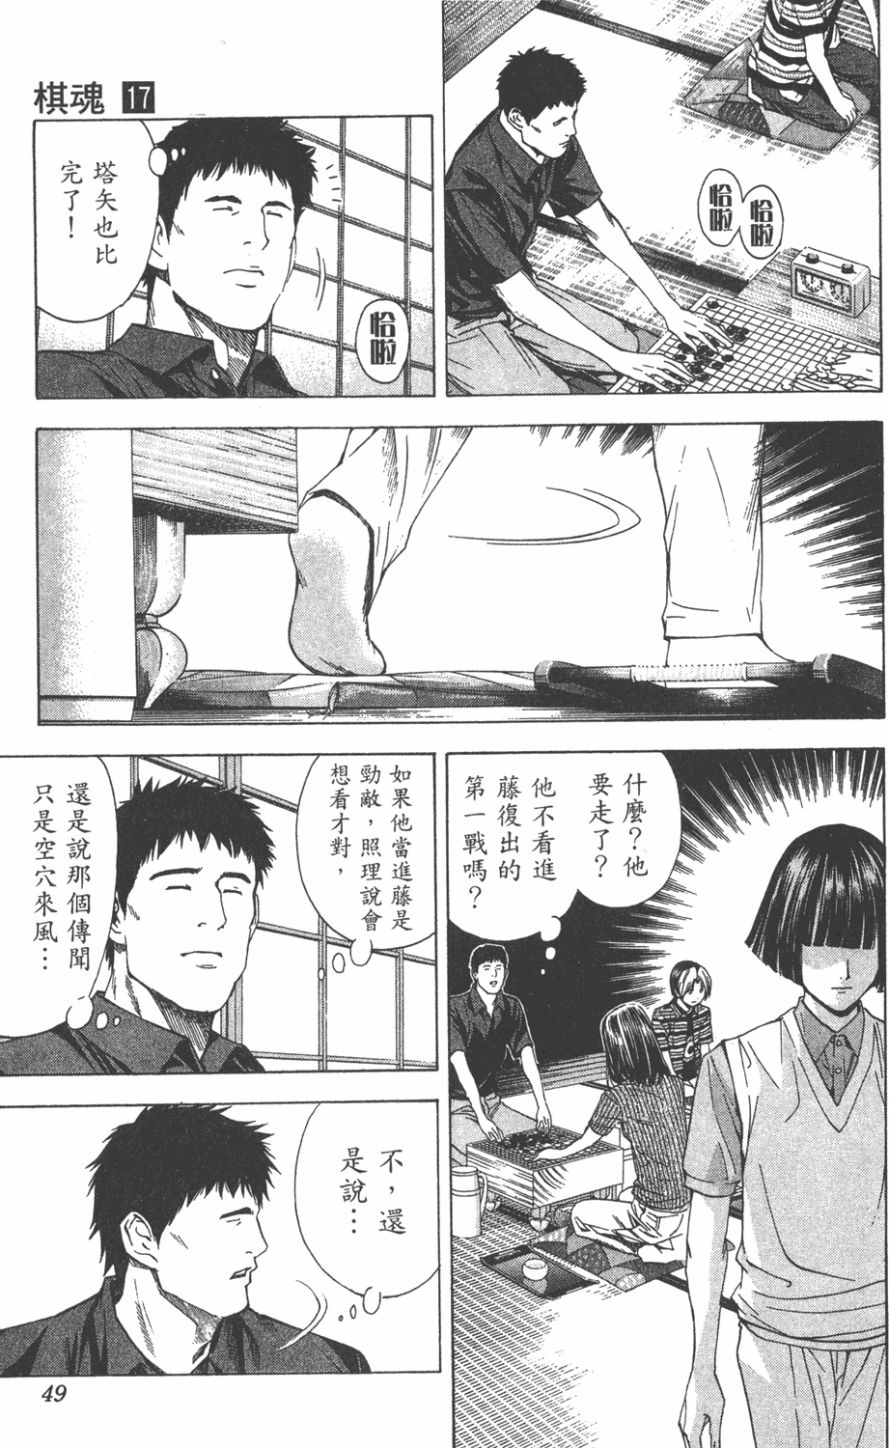 棋魂 17
恰啦
恰啦
塔矢也比
完了！
恰啦
什麼？他
要走了？
他不看進
藤復出的
第一戰嗎？
如果他當進藤是
勁敵，照理說會
想看才對，
還是說那個傳聞
只是空穴來風…
不，還
是說…
49